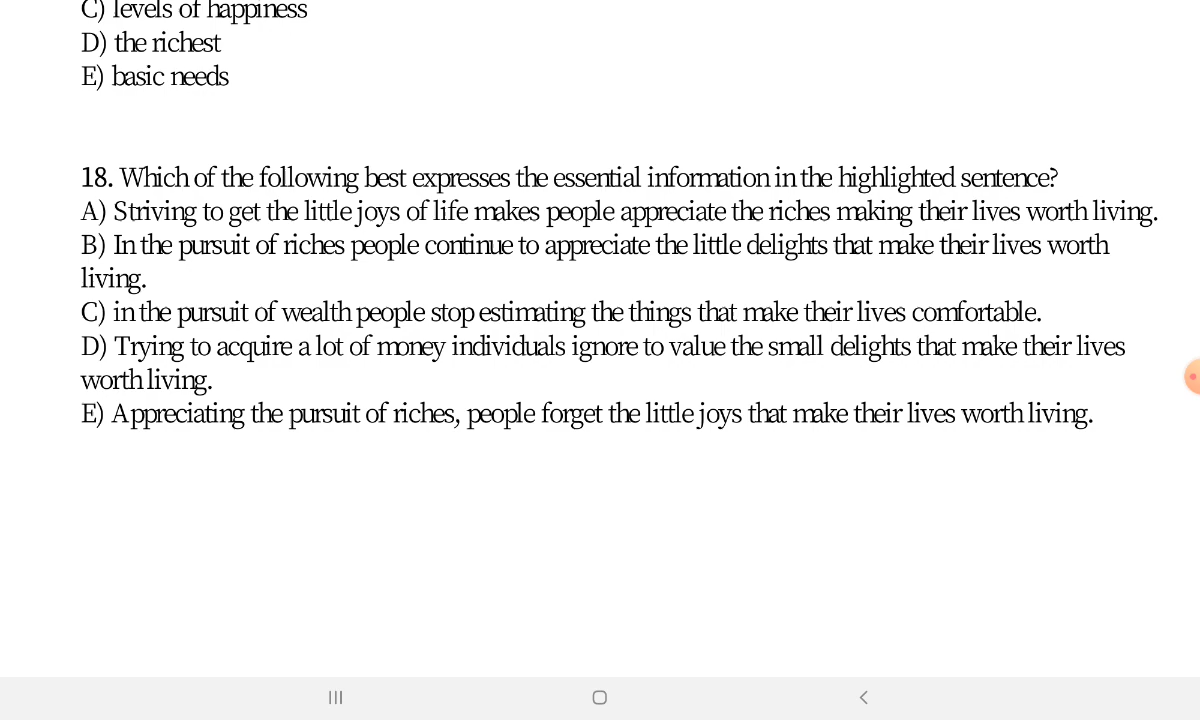 C) levels of happiness
D) the richest
E) basic needs
18. Which of the following best expresses the essential information in the highlighted sentence?
A) Striving to get the little joys of life makes people appreciate the riches making their lives worth living.
B) In the pursuit of riches people continue to appreciate the little delights that make their lives worth
living.
C) in the pursuit of wealth people stop estimating the things that make their lives comfortable.
D) Trying to acquire a lot of money individuals ignore to value the small delights that make their lives
worth living.
E) Appreciating the pursuit of riches, people forget the little joys that make their lives worth living.